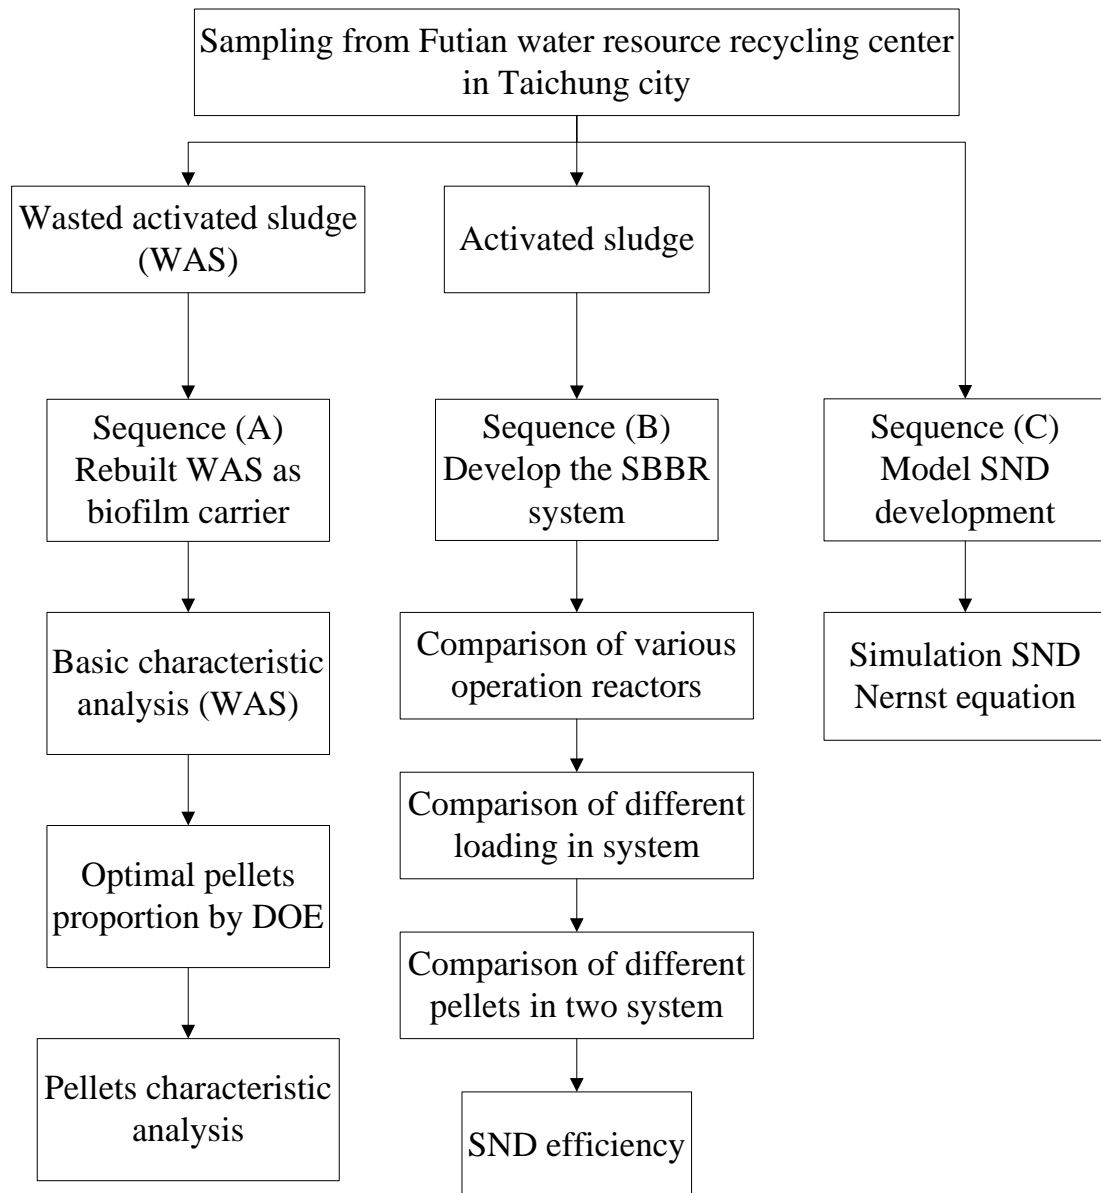 Sampling from Futian water resource recycling center
in Taichung city
Wasted activated sludge
(WAS)
Activated sludge
Sequence (A)
Rebuilt WAS as
biofilm carrier
Sequence (B)
Develop the SBBR
system
Sequence (C)
Model SND
development
Basic characteristic
analysis (WAS)
Comparison of various
operation reactors
Simulation SND
Nernst equation
Optimal pellets
proportion by DOE
Comparison of different
loading in system
Comparison of different
pellets in two system
Pellets characteristic
analysis
SND efficiency